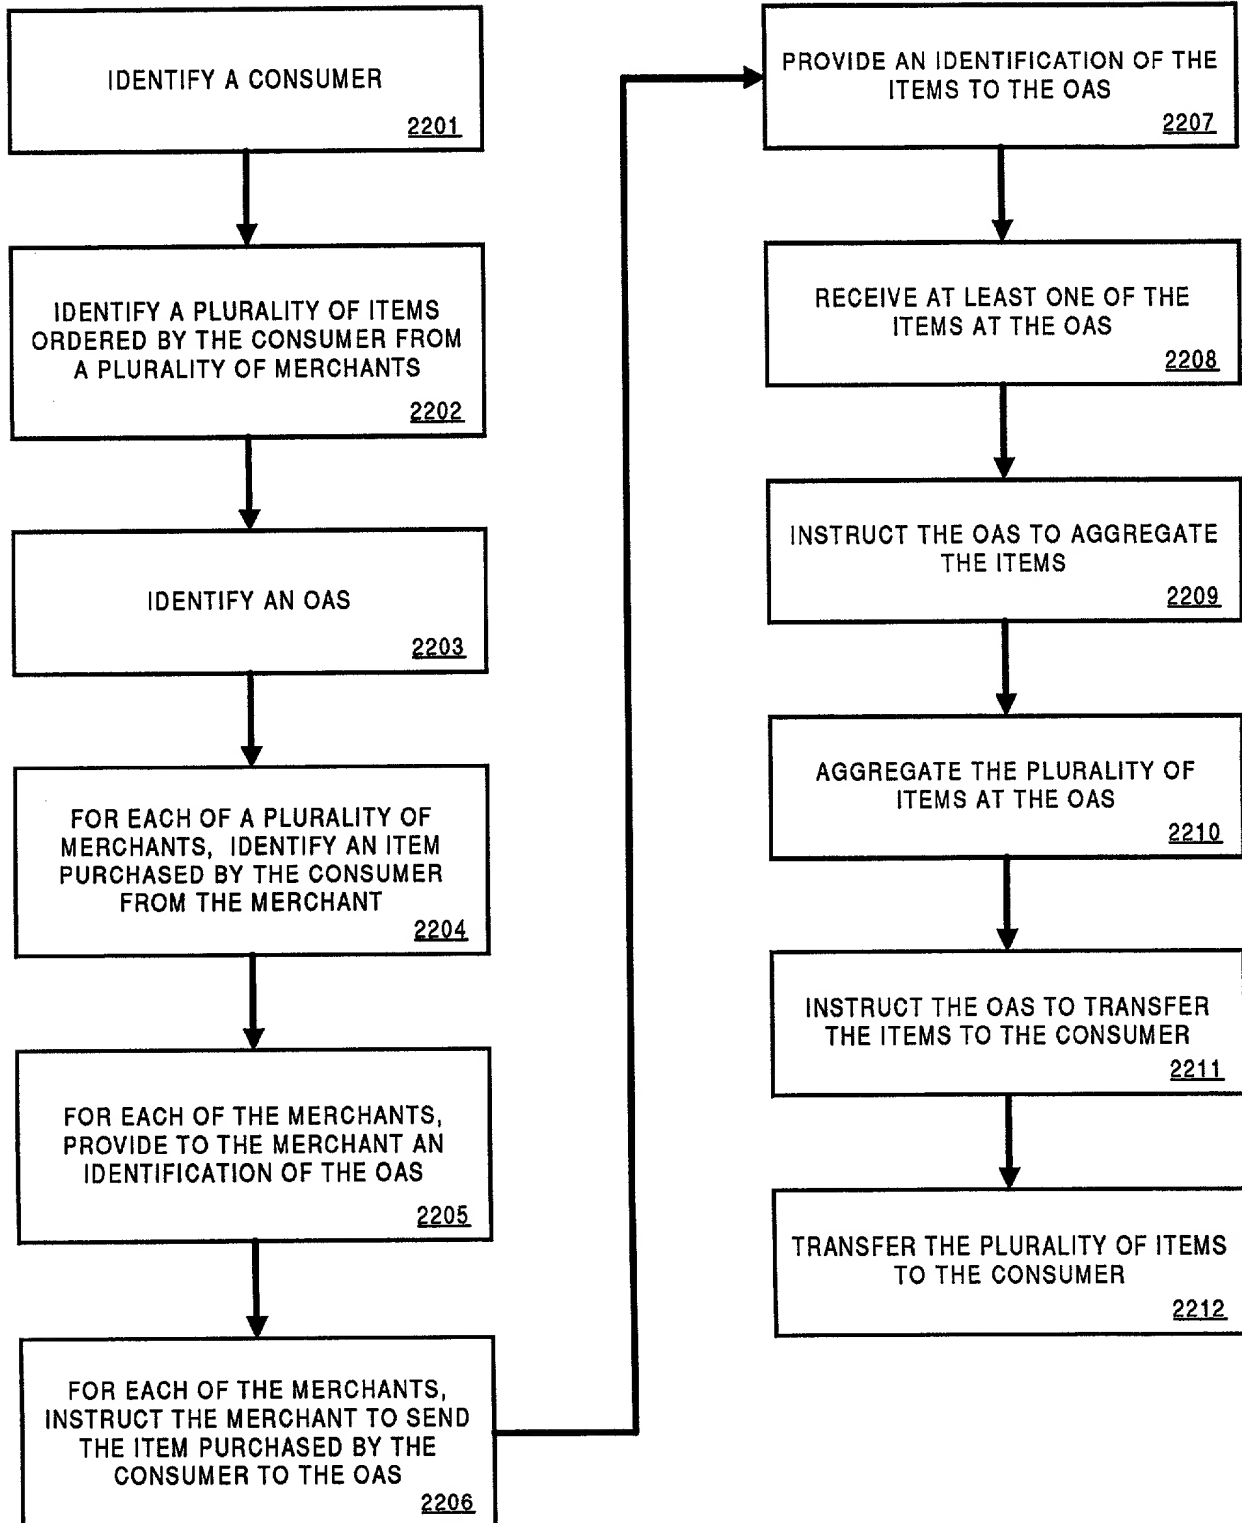 IDENTIFY A CONSUMER
2201
IDENTIFY A PLURALITY OF ITEMS
ORDERED BY THE CONSUMER FROM
A PLURALITY OF MERCHANTS
2202
IDENTIFY AN OAS
2203
FOR EACH OF A PLURALITY OF
MERCHANTS, IDENTIFY AN ITEM
PURCHASED BY THE CONSUMER
FROM THE MERCHANT
2204
FOR EACH OF THE MERCHANTS,
PROVIDE TO THE MERCHANT AN
IDENTIFICATION OF THE OAS
2205
FOR EACH OF THE MERCHANTS,
INSTRUCT THE MERCHANT TO SEND
THE ITEM PURCHASED BY THE
CONSUMER TO THE OAS
2206
PROVIDE AN IDENTIFICATION OF THE
ITEMS TO THE OAS
2207
RECEIVE AT LEAST ONE OF THE
ITEMS AT THE OAS
2208
INSTRUCT THE OAS TO AGGREGATE
THE ITEMS
2209
AGGREGATE THE PLURALITY OF
ITEMS AT THE OAS
2210
INSTRUCT THE OAS TO TRANSFER
THE ITEMS TO THE CONSUMER
2211
TRANSFER THE PLURALITY OF ITEMS
TO THE CONSUMER
2212